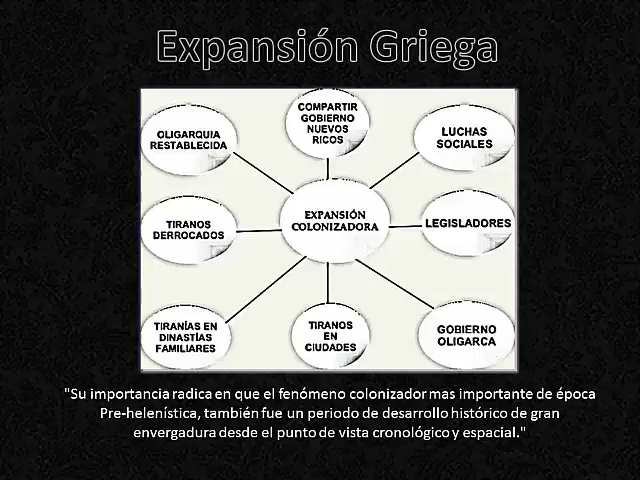 Expansión Griega
COMPARTIR
GOBIERNO
NUEVOS
RICOS
OLIGARQUIA
RESTABLECIDA
LUCHAS
SOCIALES
EXPANSIÓN
COLONIZADORA
TIRANOS
DERROCADOS
LEGISLADORES
TIRANÍAS EN
DINASTÍAS
FAMILIARES
TIRANOS
EN
CIUDADES
GOBIERNO
OLIGARCA
"Su importancia radica en que el fenómeno colonizador mas importante de época
Pre-helenística, también fue un periodo de desarrollo histórico de gran
envergadura desde el punto de vista cronológico y espacial."